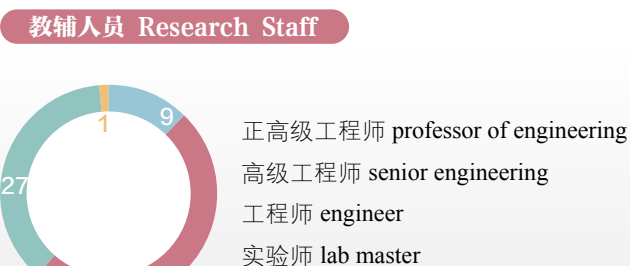 教辅人员 Research Staff
1
9
27
正高级工程师 professor of engineering
高级工程师 senior engineering
工程师 engineer
实验师 lab master